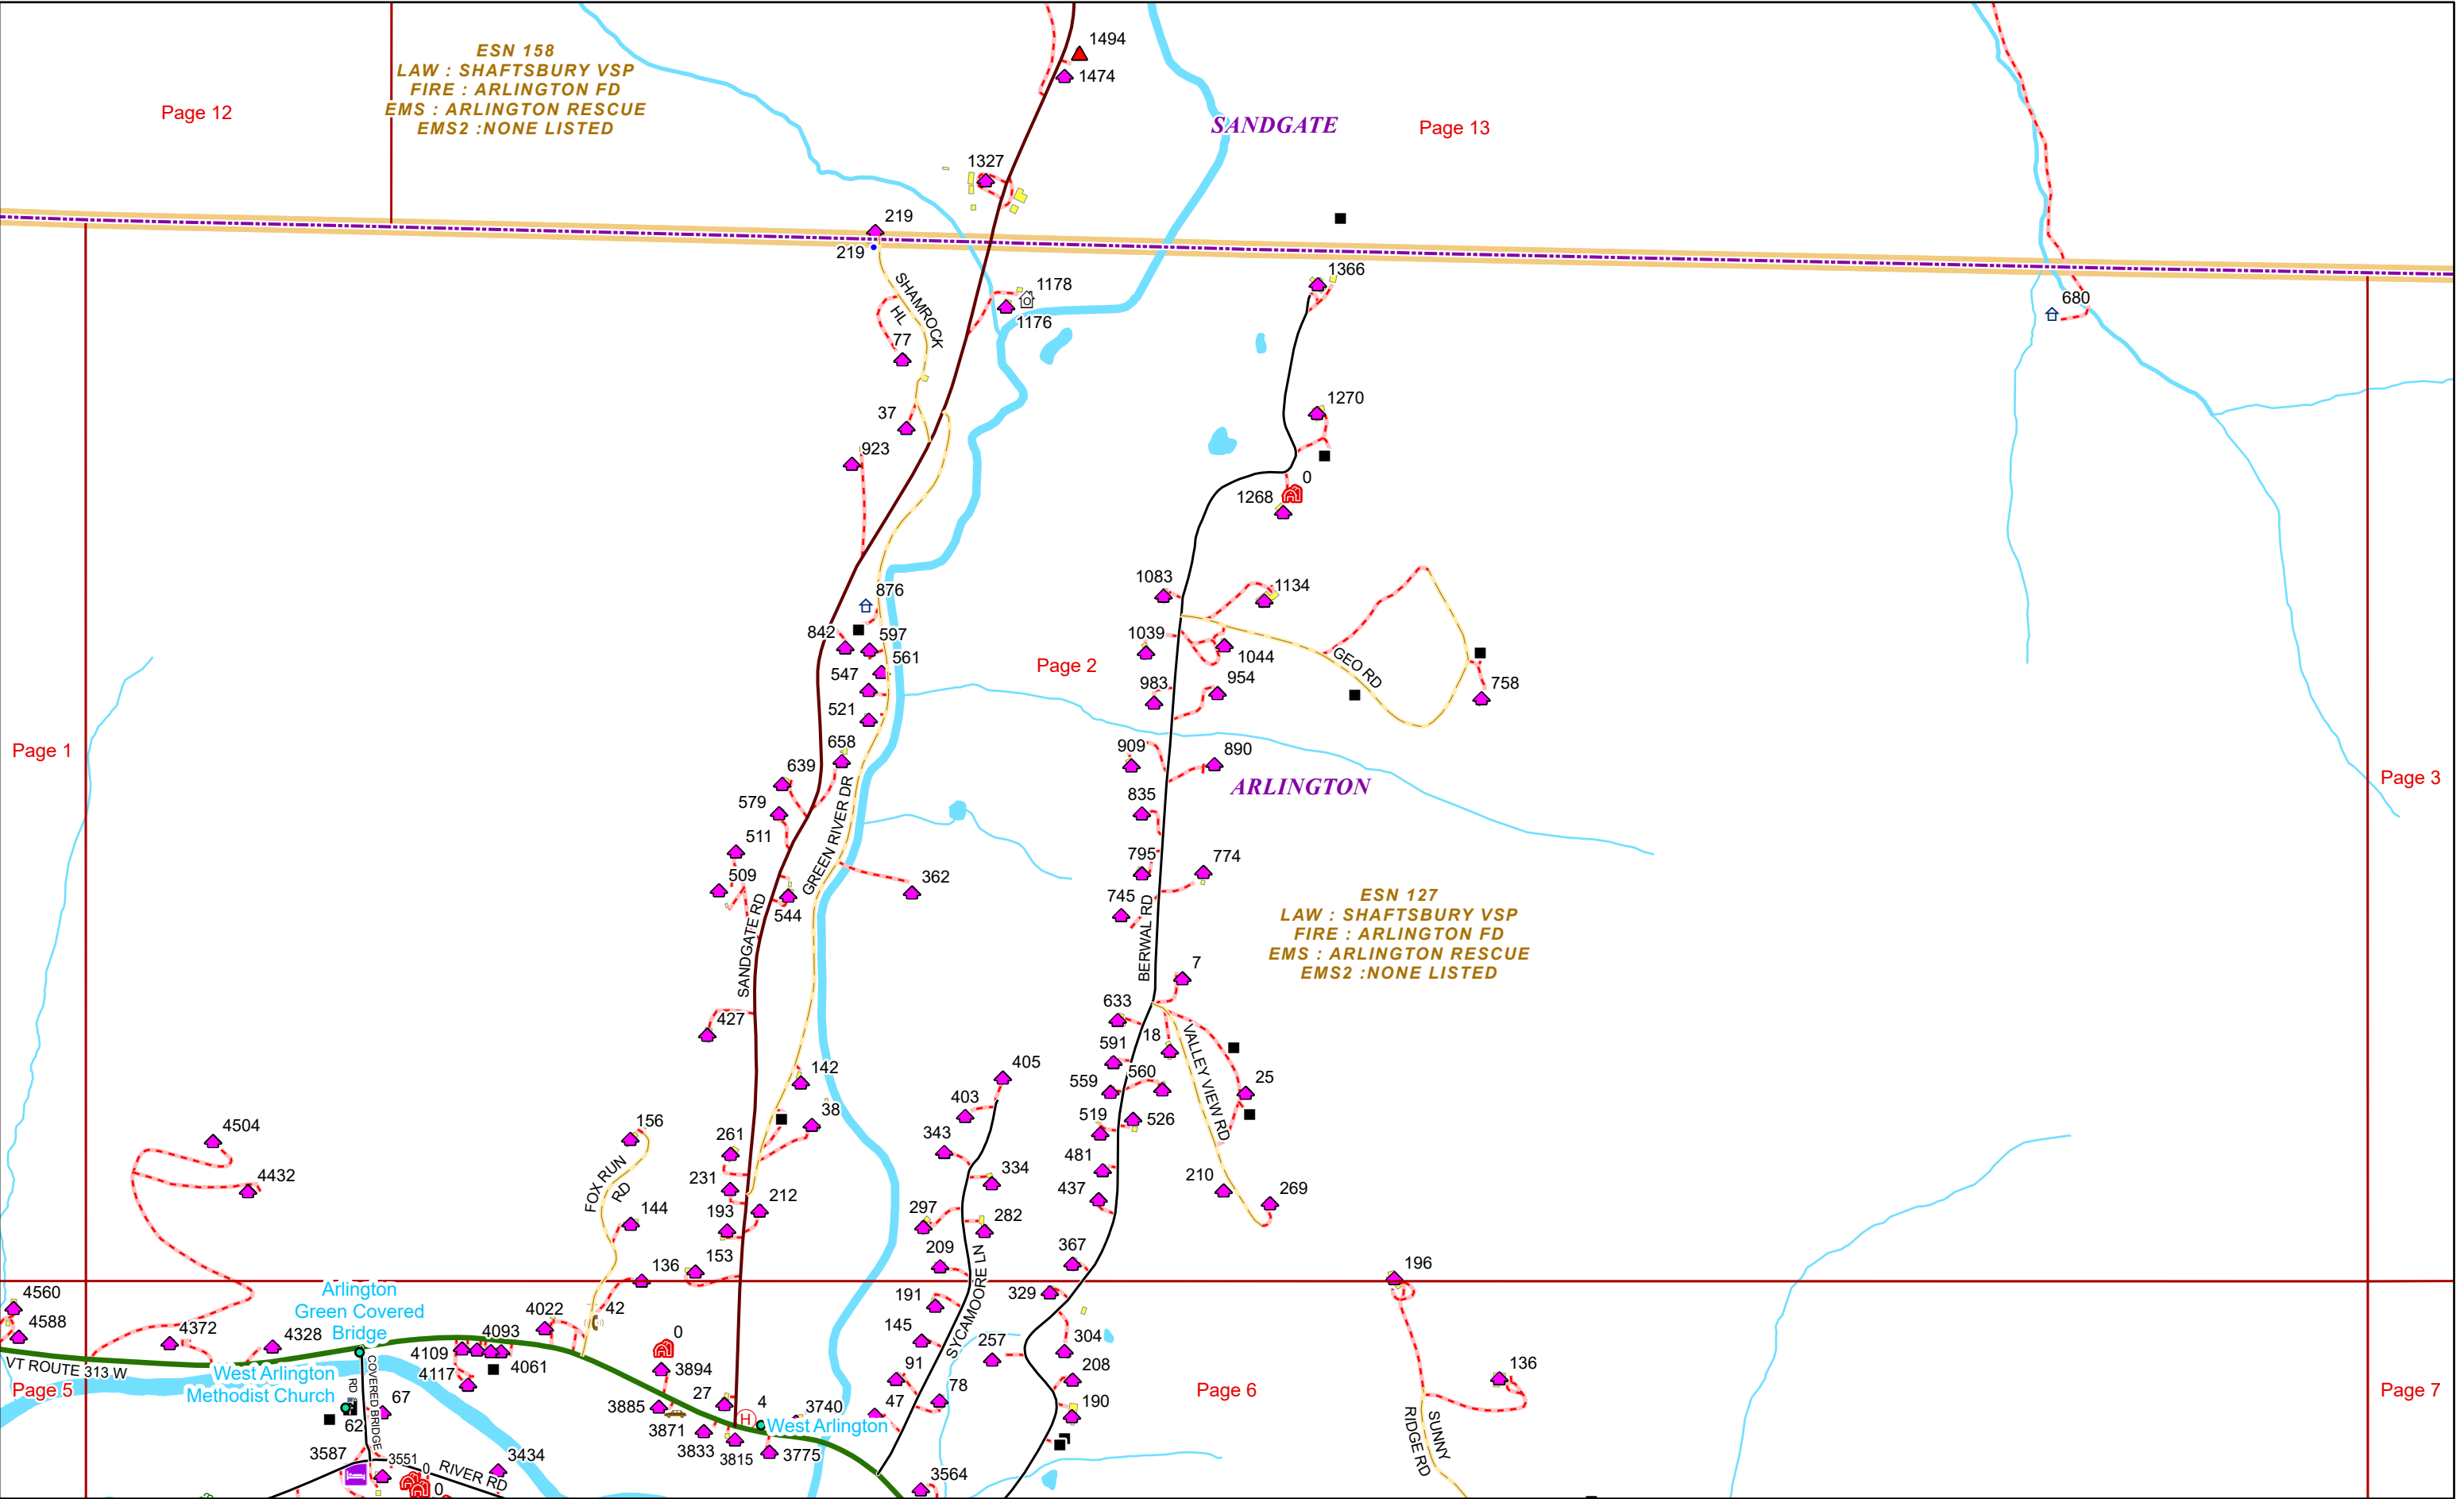 1494
ESN 158
LAW : SHAFTSBURY VSP
FIRE : ARLINGTON FD
EMS : ARLINGTON RESCUE
EMS2 :NONE LISTED
1474
Page 12
SANDGATE
Page 13
1327
219
219
SHAMROCK
HL
1178
1176
1366
680
77
37
1270
923
0
1268
876
1083
1134
842
597
561
1039
1044
GEO RD
547
Page 2
983
954
758
521
658
909
890
Page 1
639
ARLINGTON
Page 3
579
835
511
GREEN RIVER DR
795
774
509
362
544
745
SANDGATE RD
BERWAL RD
ESN 127
LAW : SHAFTSBURY VSP
FIRE : ARLINGTON FD
EMS : ARLINGTON RESCUE
EMS2 :NONE LISTED
7
633
427
18
VALLEY VIEW RD
591
405
142
559
560
25
403
38
519
526
4504
156
261
343
481
334
4432
FOX RUN
RD
231
437
210
269
212
144
193
297
282
209
367
SYCAMOORE LN
153
136
196
4560
Arlington
Green Covered
Bridge
191
329
4588
4022
42
4372
4328
4093
0
145
257
304
4109
4061
VT ROUTE 313 W
COVERED BRIDGE
RD
West Arlington
Methodist Church
4117
3894
91
208
136
Page 5
Page 6
Page 7
67
27
4
78
190
62
3885
3740
47
West Arlington
3871
3833
3815
3775
SUNNY
RIDGE RD
3587
3551
0
RIVER RD
3434
3564
0
H